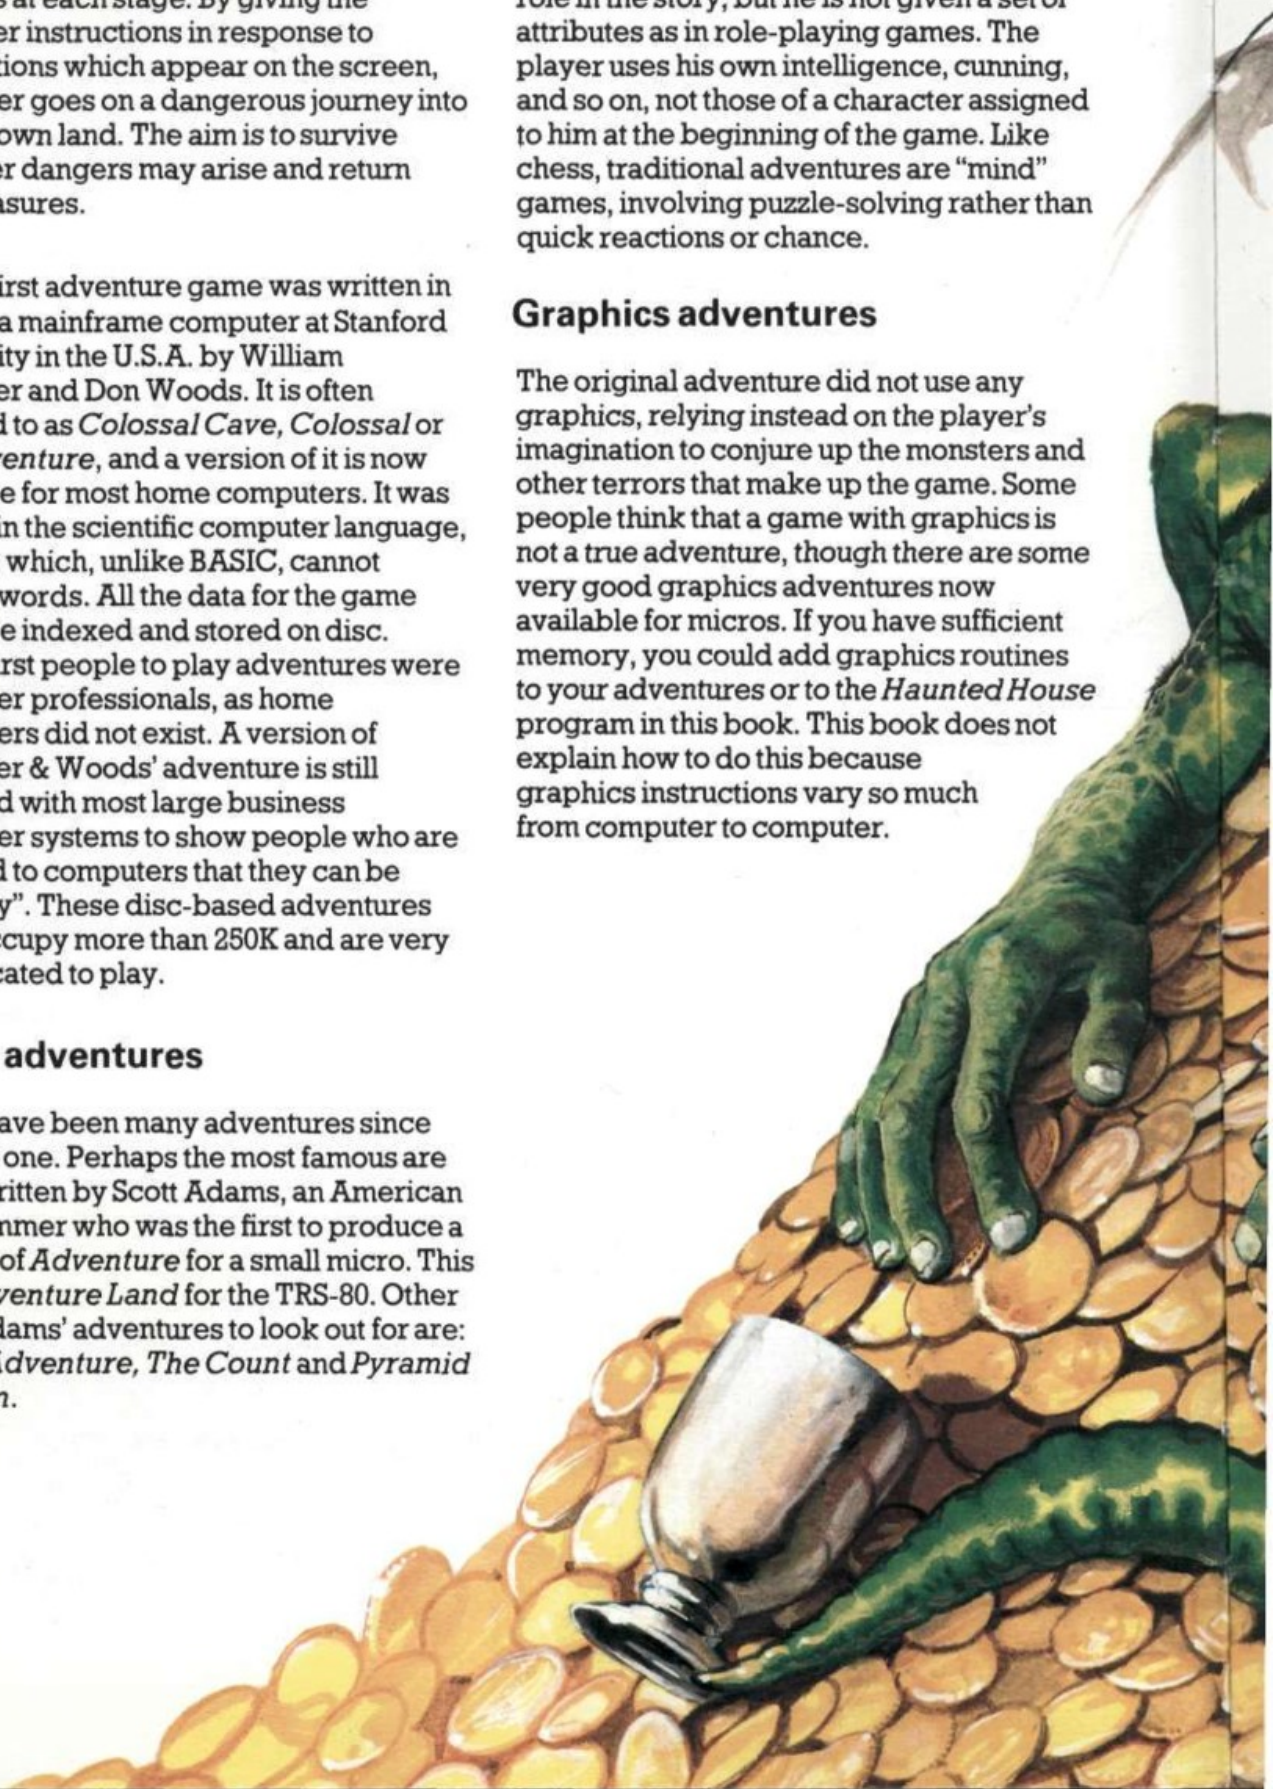 s at each stage. By giving the
er instructions in response to
tions which appear on the screen,
er goes on a dangerous journey into
own land. The aim is to survive
er dangers may arise and return
asures.
irst adventure game was written in
a mainframe computer at Stanford
ity in the U.S.A. by William
er and Don Woods. It is often
d to as Colossal Cave, Colossal or
venture, and a version of it is now
e for most home computers. It was
in the scientific computer language,
which, unlike BASIC, cannot
words. All the data for the game
e indexed and stored on disc.
rst people to play adventures were
er professionals, as home
ers did not exist. A version of
er & Woods' adventure is still
d with most large business
er systems to show people who are
d to computers that they can be
y". These disc-based adventures
ccupy more than 250K and are very
cated to play.
adventures
ave been many adventures since
one. Perhaps the most famous are
ritten by Scott Adams, an American
mmer who was the first to produce a
of Adventure for a small micro. This
venture Land for the TRS-80. Other
dams' adventures to look out for are:
Adventure, The Count and Pyramid
n.
role in the story, but he is not given a set of
attributes as in role-playing games. The
player uses his own intelligence, cunning,
and so on, not those of a character assigned
to him at the beginning of the game. Like
chess, traditional adventures are “mind”
games, involving puzzle-solving rather than
quick reactions or chance.
Graphics adventures
The original adventure did not use any
graphics, relying instead on the player's
imagination to conjure up the monsters and
other terrors that make up the game. Some
people think that a game with graphics is
not a true adventure, though there are some
very good graphics adventures now
available for micros. If you have sufficient
memory, you could add graphics routines
to your adventures or to the Haunted House
program in this book. This book does not
explain how to do this because
graphics instructions vary so much
from computer to computer.